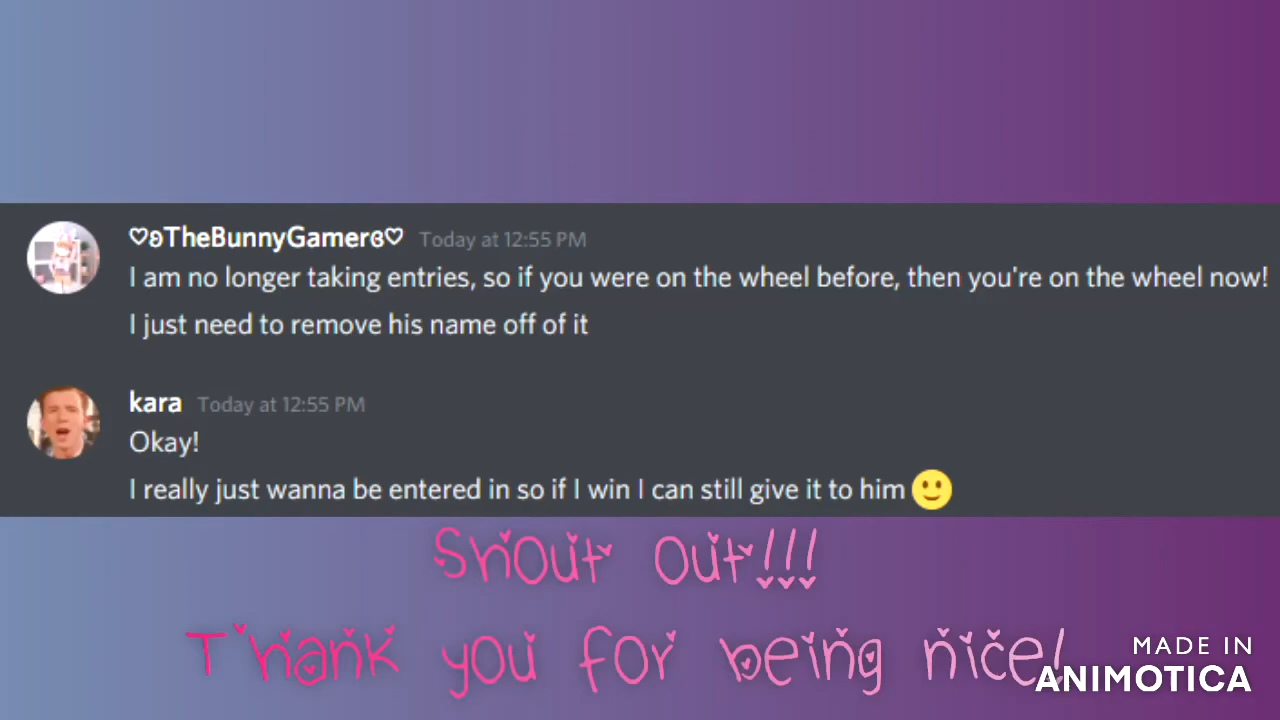 ♡ʚTheBunnyGamerɞ♡ Today at 12:55 PM
I am no longer taking entries, so if you were on the wheel before, then you're on the wheel now!
I just need to remove his name off of it
kara Today at 12:55 PM
Okay!
I really just wanna be entered in so if I win I can still give it to him 🙂
Shout Out!!!
Thank you for being nice!
MADE IN
ANIMOTICA